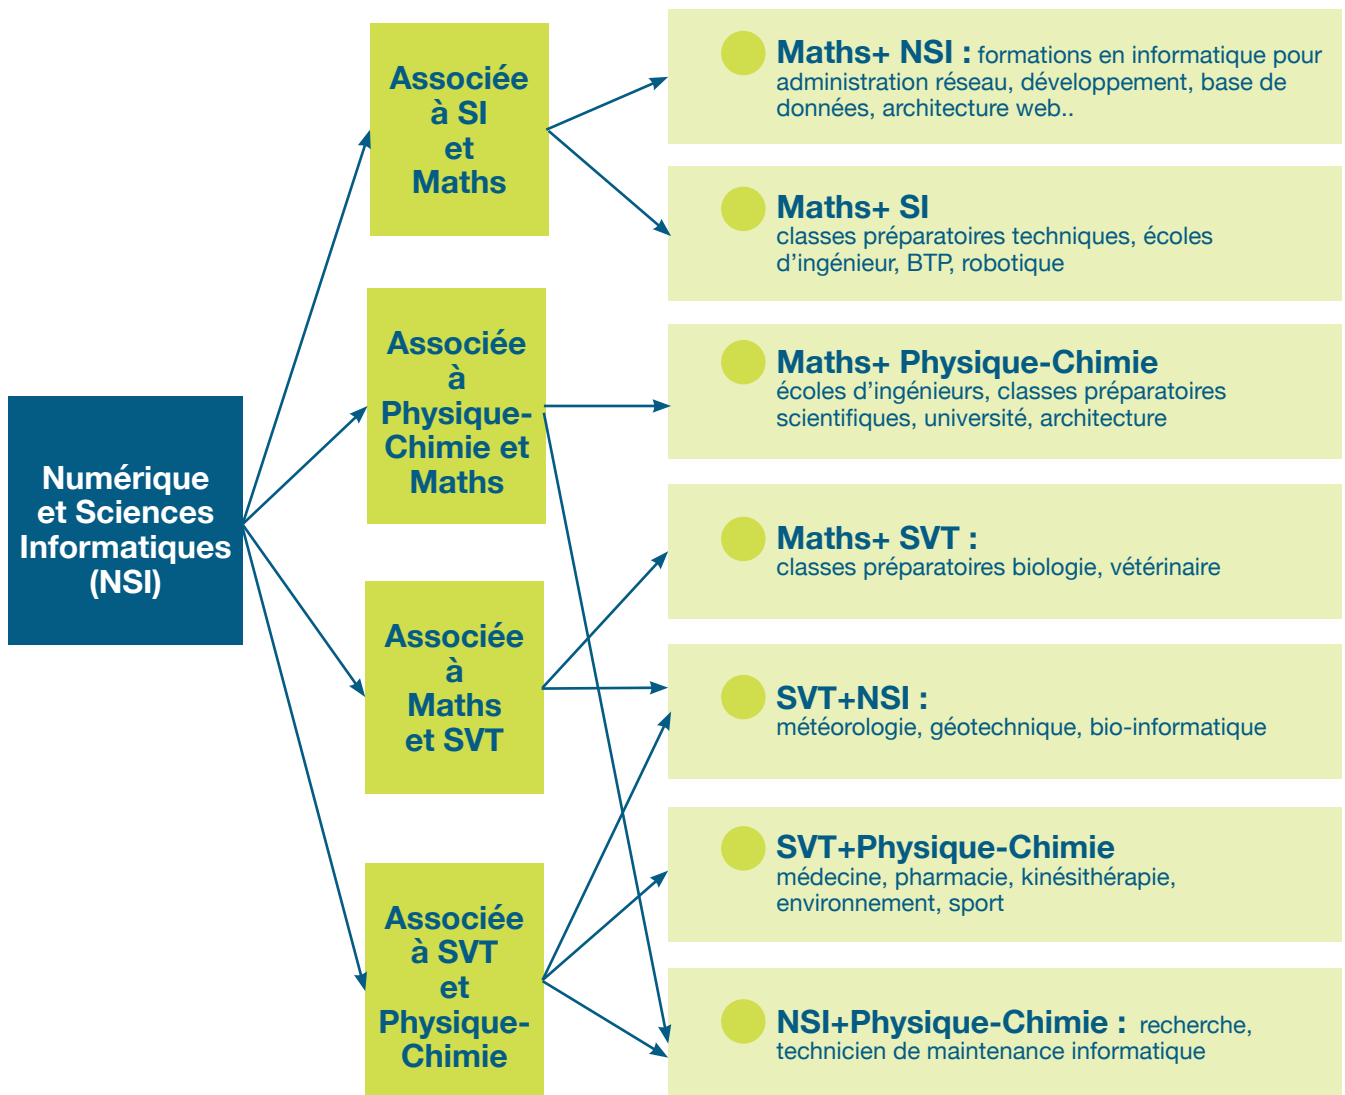 Numérique
et Sciences
Informatiques
(NSI)
Associée
à SI
et
Maths
Associée
à
Physique-
Chimie et
Maths
Associée
à
Maths
et SVT
Associée
à SVT
et
Physique-
Chimie
Maths+ NSI : formations en informatique pour
administration réseau, développement, base de
données, architecture web..
Maths+ SI
classes préparatoires techniques, écoles
d’ingénieur, BTP, robotique
Maths+ Physique-Chimie
écoles d’ingénieurs, classes préparatoires
scientifiques, université, architecture
Maths+ SVT :
classes préparatoires biologie, vétérinaire
SVT+NSI :
météorologie, géotechnique, bio-informatique
SVT+Physique-Chimie
médecine, pharmacie, kinésithérapie,
environnement, sport
NSI+Physique-Chimie : recherche,
technicien de maintenance informatique